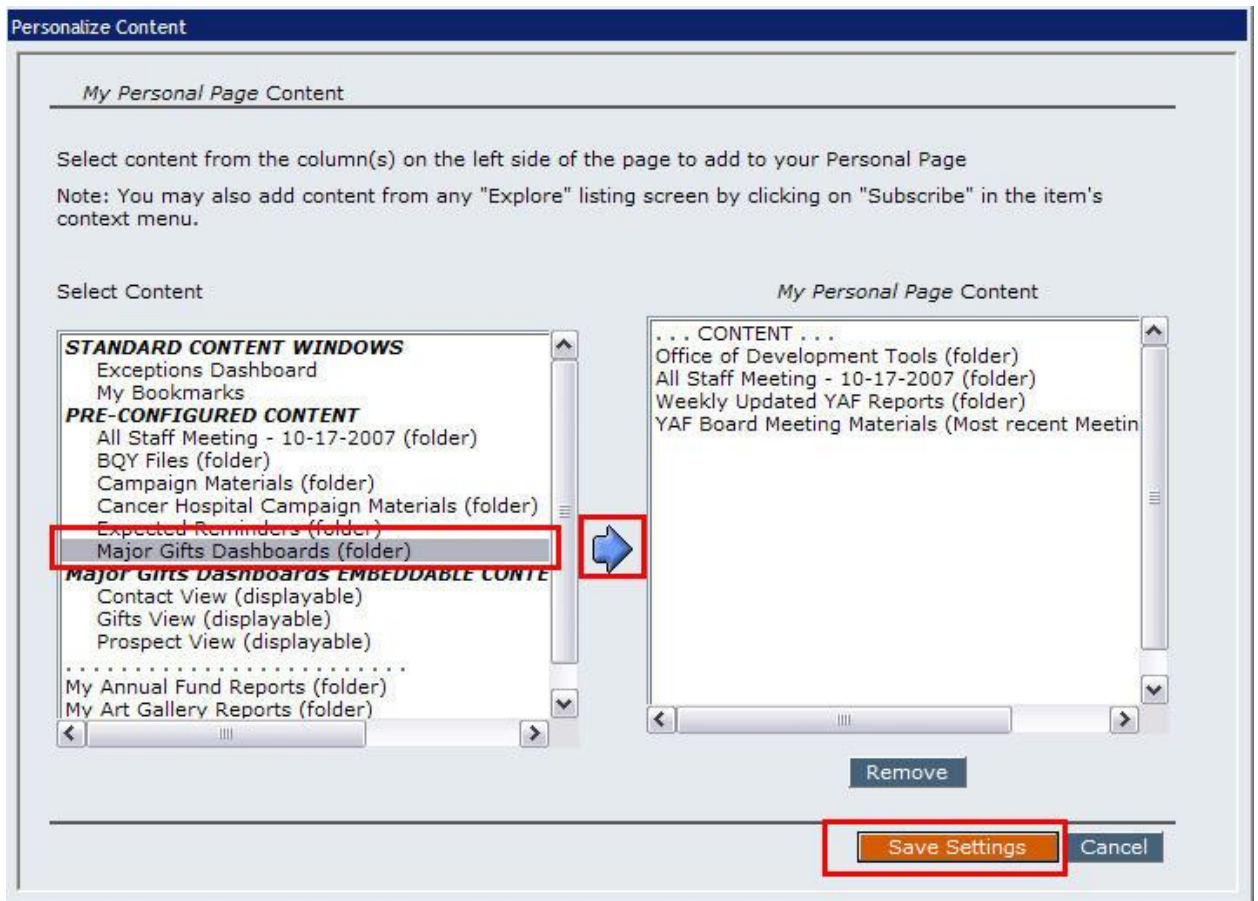 Personalize Content
My Personal Page Content
Select content from the column(s) on the left side of the page to add to your Personal Page
Note: You may also add content from any "Explore" listing screen by clicking on "Subscribe" in the item's
context menu.
Select Content
STANDARD CONTENT WINDOWS
Exceptions Dashboard
My Bookmarks
PRE-CONFIGURED CONTENT
All Staff Meeting - 10-17-2007 (folder)
BQY Files (folder)
Campaign Materials (folder)
Cancer Hospital Campaign Materials (folder)
Expected Reminders (folder)
Major Gifts Dashboards (folder)
Major Gifts Dashboards EMBEDDABLE CONTE
Contact View (displayable)
Gifts View (displayable)
Prospect View (displayable)
. . . . . . . . . . . . . . . . . . . . . . . . .
My Annual Fund Reports (folder)
My Art Gallery Reports (folder)
My Personal Page Content
. . . CONTENT . . .
Office of Development Tools (folder)
All Staff Meeting - 10-17-2007 (folder)
Weekly Updated YAF Reports (folder)
YAF Board Meeting Materials (Most recent Meetin
Remove
Save Settings
Cancel